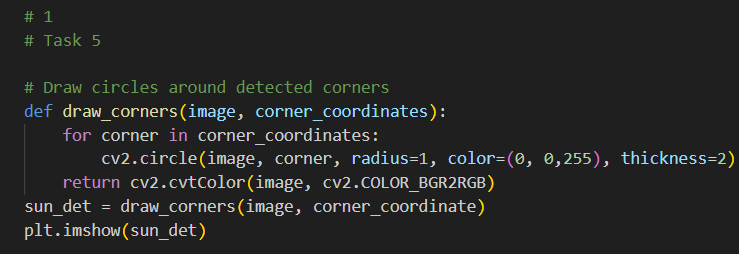 # 1
# Task 5
# Draw circles around detected corners
def draw_corners(image, corner_coordinates):
    for corner in corner_coordinates:
        cv2.circle(image, corner, radius=1, color=(0, 0,255), thickness=2)
    return cv2.cvtColor(image, cv2.COLOR_BGR2RGB)
sun_det = draw_corners(image, corner_coordinate)
plt.imshow(sun_det)